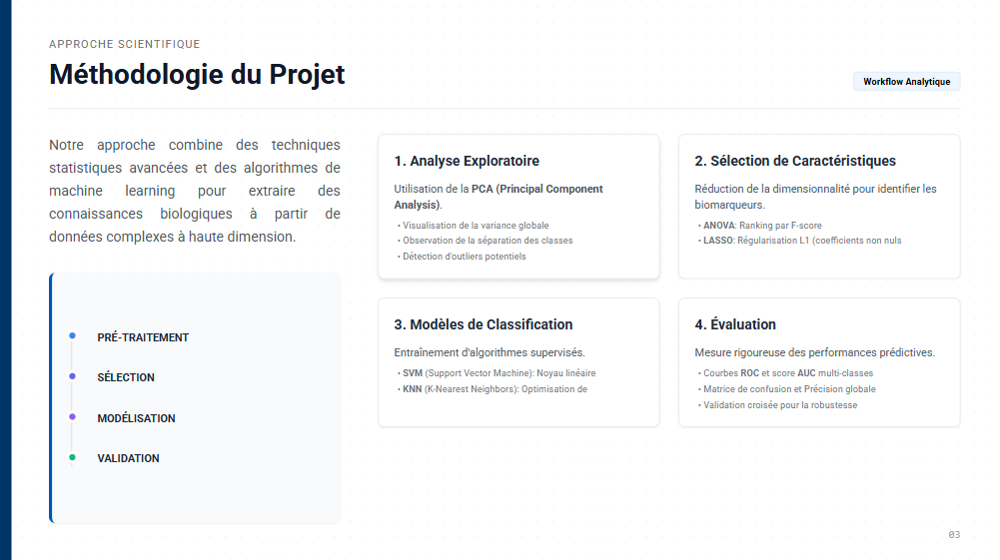 APPROCHE SCIENTIFIQUE
Méthodologie du Projet
Workflow Analytique
Notre approche combine des techniques
statistiques avancées et des algorithmes de
machine learning pour extraire des
connaissances biologiques à partir de
données complexes à haute dimension.
PRÉ-TRAITEMENT
SÉLECTION
MODÉLISATION
VALIDATION
1. Analyse Exploratoire
Utilisation de la PCA (Principal Component
Analysis).
• Visualisation de la variance globale
• Observation de la séparation des classes
• Détection d'outliers potentiels
2. Sélection de Caractéristiques
Réduction de la dimensionnalité pour identifier les
biomarqueurs.
• ANOVA: Ranking par F-score
• LASSO: Régularisation L1 (coefficients non nuls
3. Modèles de Classification
Entraînement d'algorithmes supervisés.
• SVM (Support Vector Machine): Noyau linéaire
• KNN (K-Nearest Neighbors): Optimisation de
4. Évaluation
Mesure rigoureuse des performances prédictives.
• Courbes ROC et score AUC multi-classes
• Matrice de confusion et Précision globale
• Validation croisée pour la robustesse
03